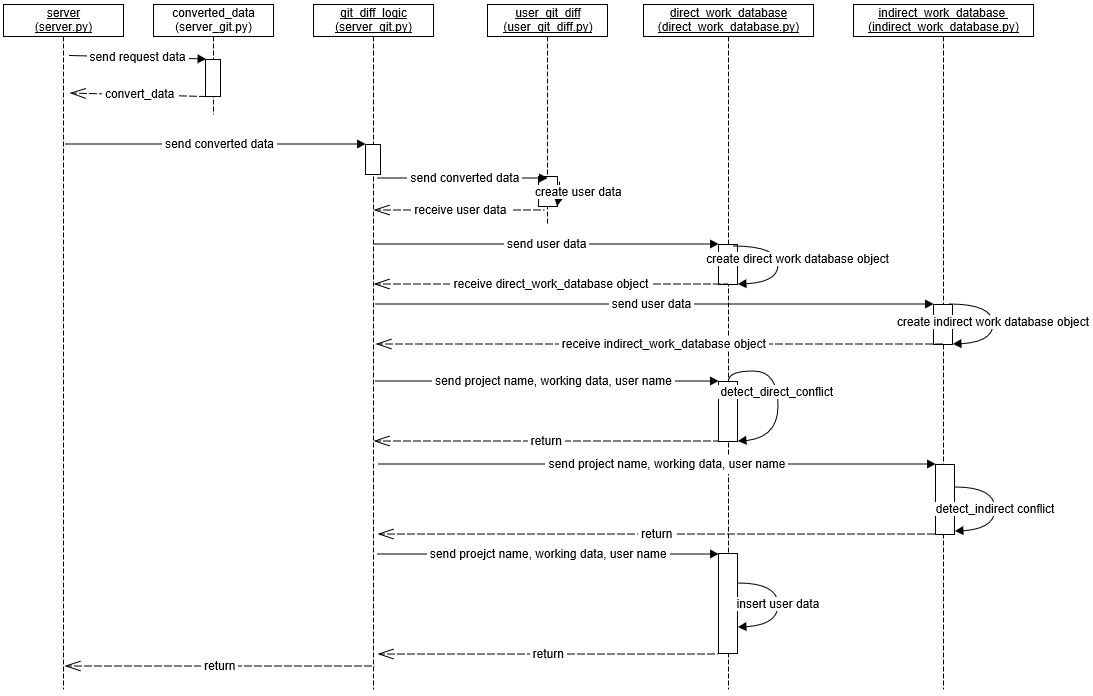 server
(server.py)
converted_data
(server_git.py)
git_diff_logic
(server_git.py)
user_git_diff
(user_git_diff.py)
direct_work_database
(direct_work_database.py)
indirect_work_database
(indirect_work_database.py)
send request data
convert_data
send converted data
send converted data
create user data
receive user data
send user data
create direct work database object
receive direct_work_database object
send user data
create indirect work database object
receive indirect_work_database object
send project name, working data, user name
detect_direct_conflict
return
send project name, working data, user name
detect_indirect conflict
return
send proejct name, working data, user name
insert user data
return
return